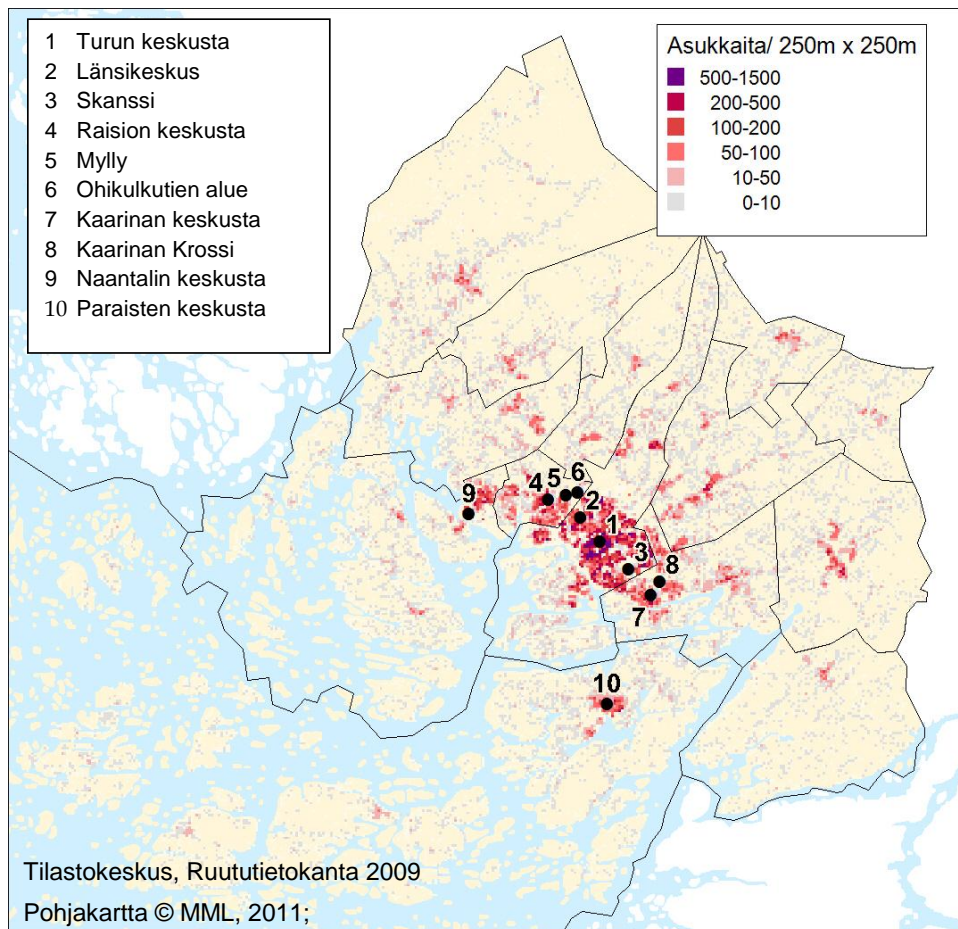 1 Turun keskusta
2 Länsikeskus
3 Skanssi
4 Raision keskusta
5 Mylly
6 Ohikulkutien alue
7 Kaarinan keskusta
8 Kaarinan Krossi
9 Naantalin keskusta
10 Paraisten keskusta
Asukkaita/ 250m x 250m
500-1500
200-500
100-200
50-100
10-50
0-10
6
4 5
9
2
1
3
8
7
10
Tilastokeskus, Ruututietokanta 2009
Pohjakartta © MML, 2011;